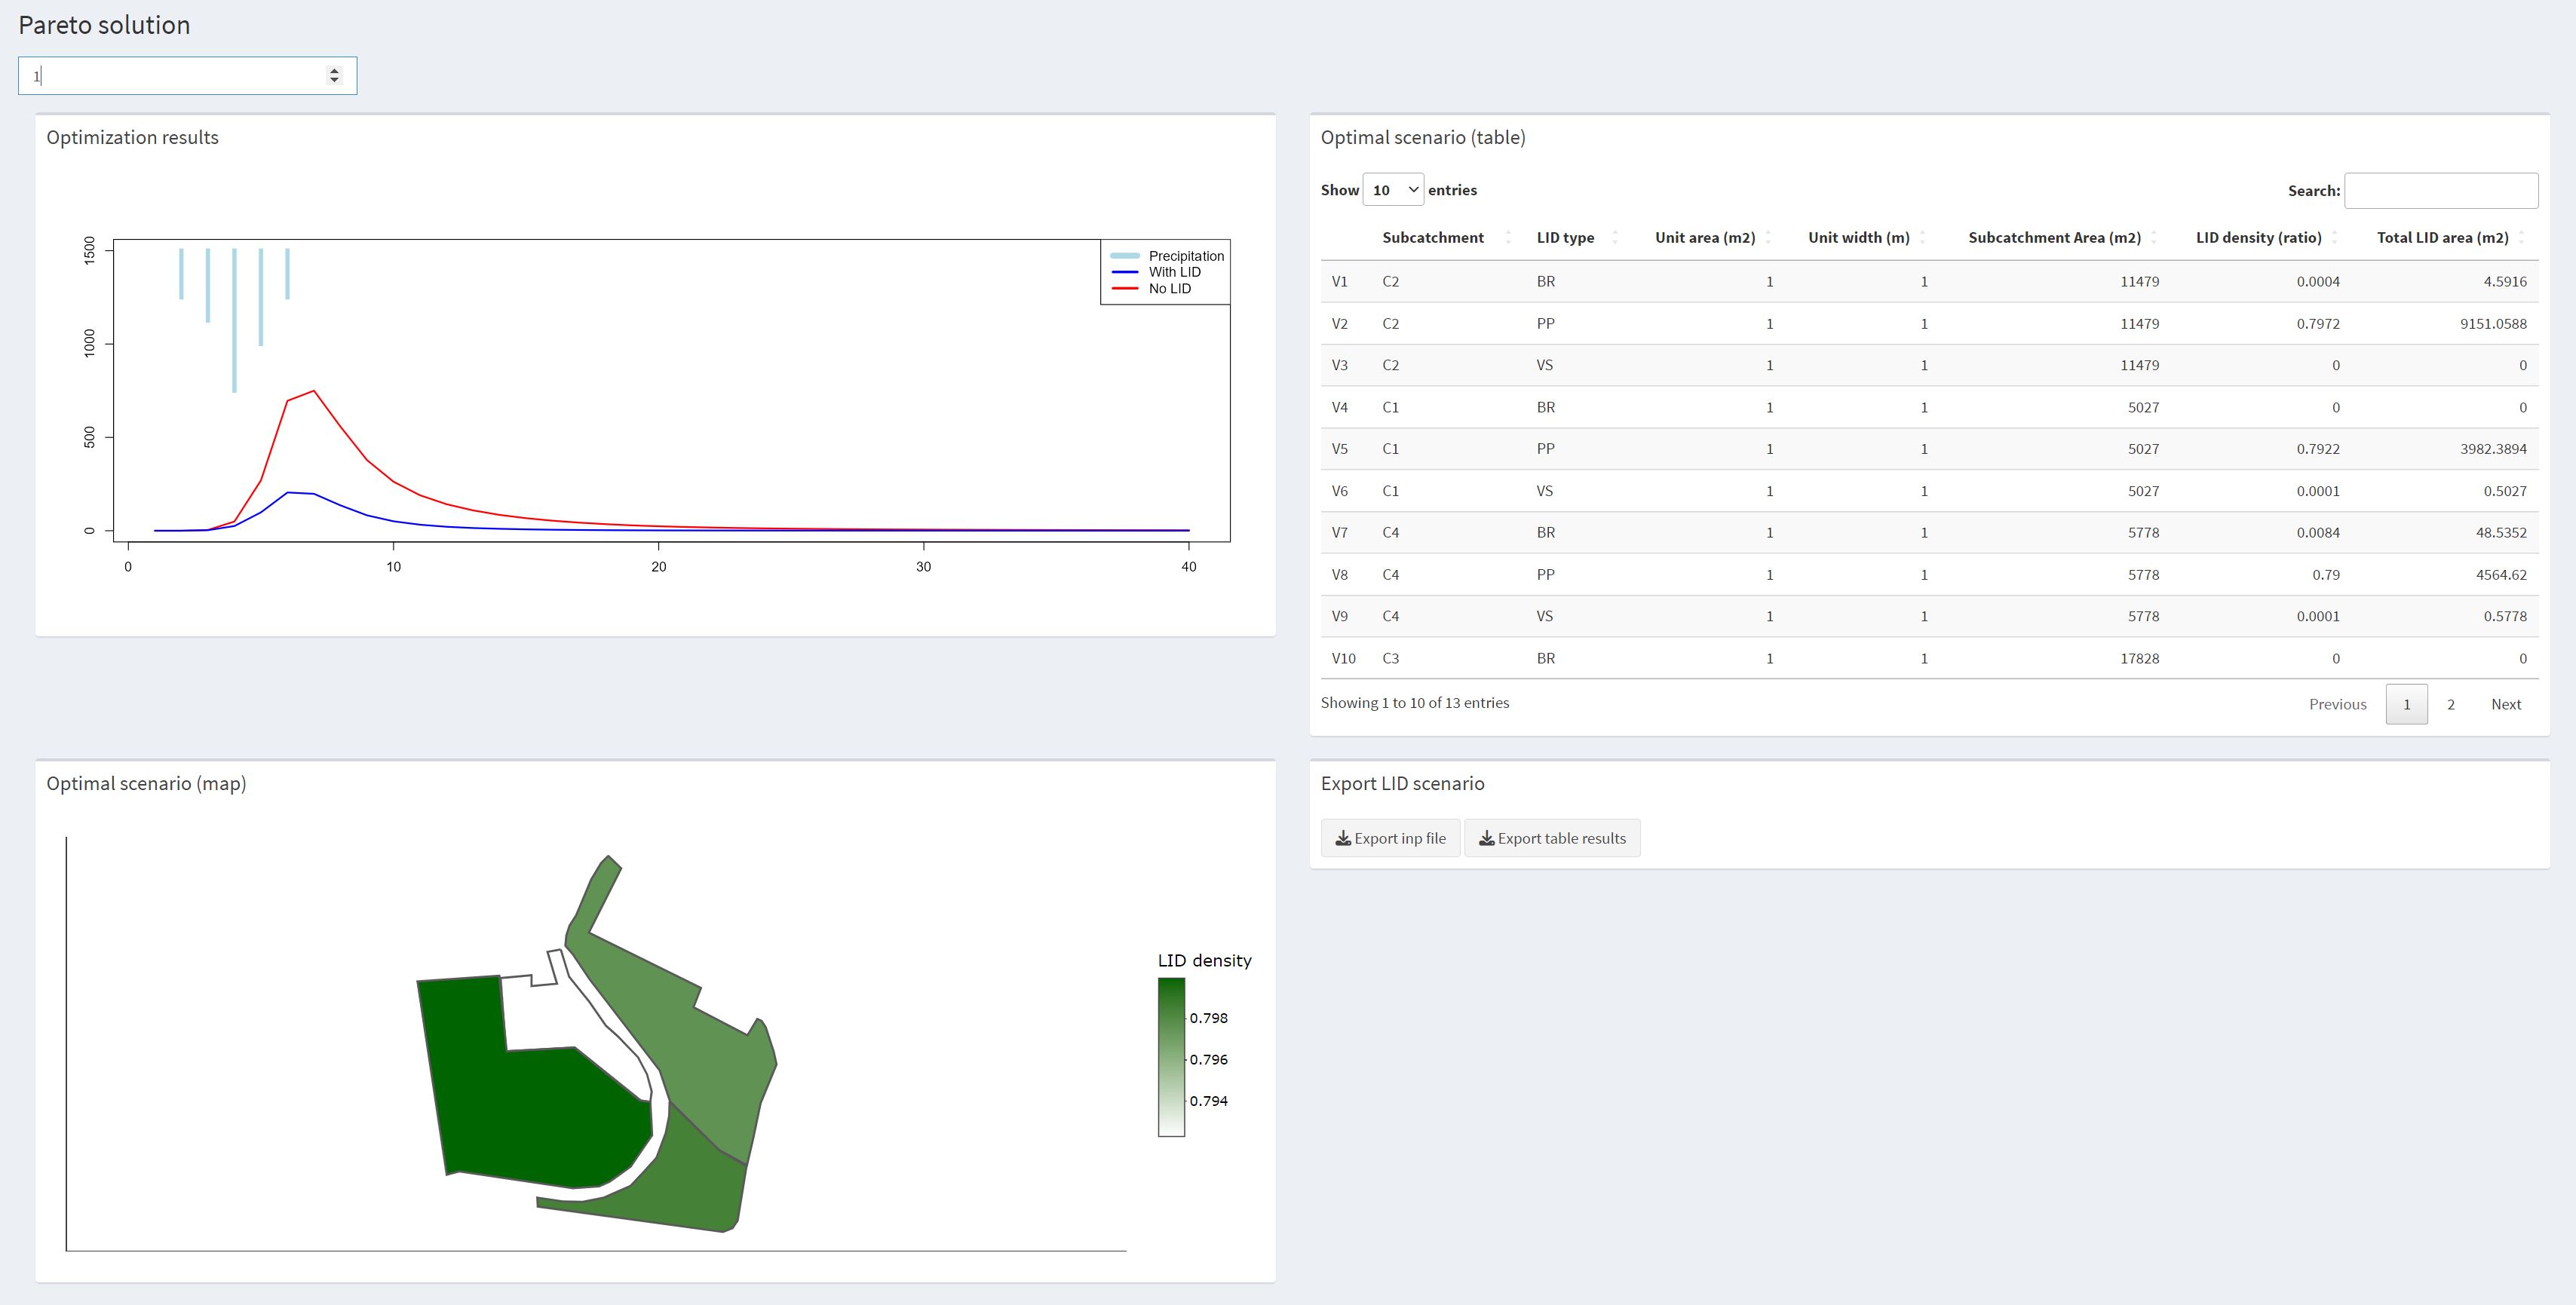 Pareto solution
1
Optimization results
1500
1000
500
0
Precipitation
With LID
No LID
0 10 20 30 40
Optimal scenario (table)
Show 10 entries
Search:
Subcatchment LID type Unit area (m2) Unit width (m) Subcatchment Area (m2) LID density (ratio) Total LID area (m2)
V1 C2 BR 1 1 11479 0.0004 4.5916
V2 C2 PP 1 1 11479 0.7972 9151.0588
V3 C2 VS 1 1 11479 0 0
V4 C1 BR 1 1 5027 0 0
V5 C1 PP 1 1 5027 0.7922 3982.3894
V6 C1 VS 1 1 5027 0.0001 0.5027
V7 C4 BR 1 1 5778 0.0084 48.5352
V8 C4 PP 1 1 5778 0.79 4564.62
V9 C4 VS 1 1 5778 0.0001 0.5778
V10 C3 BR 1 1 17828 0 0
Showing 1 to 10 of 13 entries
Previous 1 2 Next
Optimal scenario (map)
LID density
0.798
0.796
0.794
Export LID scenario
Export inp file Export table results